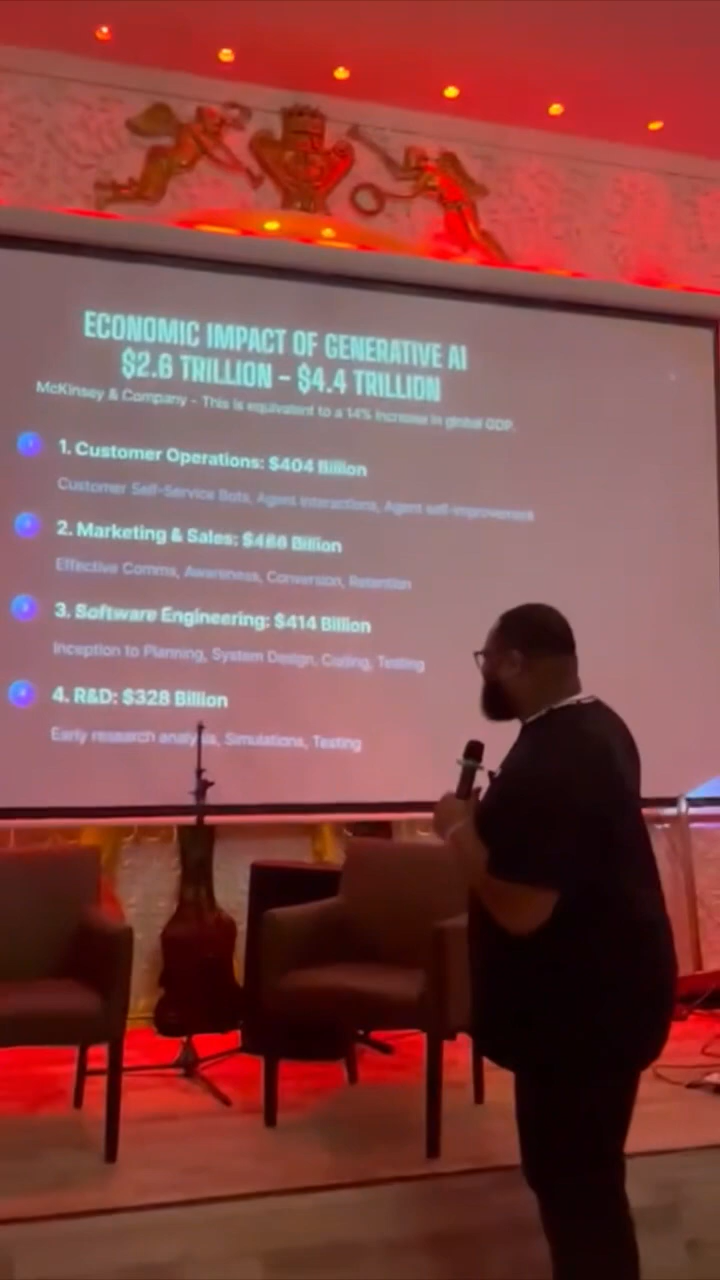 ECONOMIC IMPACT OF GENERATIVE AI
$2.6 TRILLION – $4.4 TRILLION
McKinsey & Company - This is equivalent to a 14% increase in global GDP.
1. Customer Operations: $404 Billion
Customer Self-Service Bots, Agent interactions, Agent self-improvement
2. Marketing & Sales: Billion
Effective Comms, Awareness, Conversion, Retention
3. Software Engineering: $414 Billion
Inception to Planning, System Design, Coding, Testing
4. R&D: $328 Billion
Early research analysis, Simulations, Testing